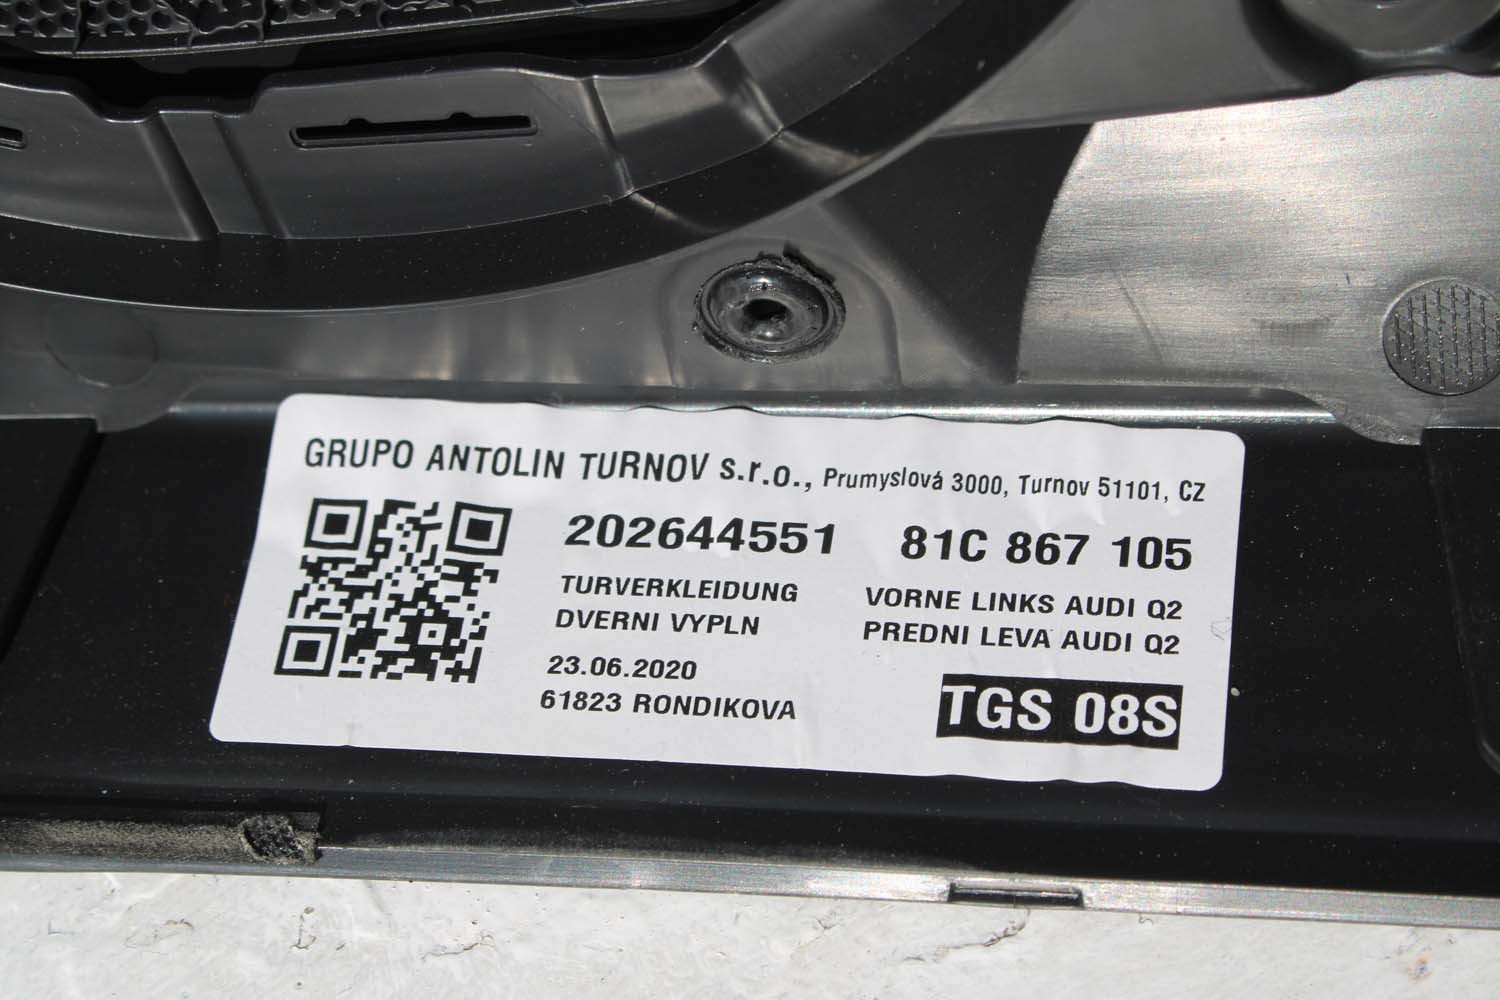 GRUPO ANTOLIN TURNOV s.r.o., Prumyslová 3000, Turnov 51101, CZ
202644551 81C 867 105
TURVERKLEIDUNG VORNE LINKS AUDI Q2
DVERNI VYPLN PREDNI LEVA AUDI Q2
23.06.2020
61823 RONDIKOVA
TGS 08S